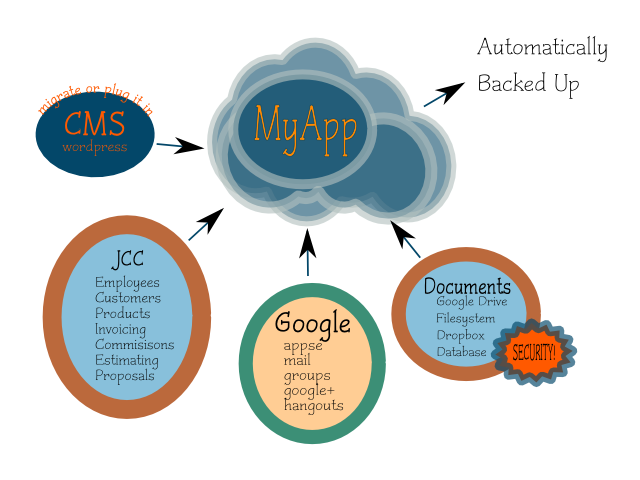 Automatically
Backed Up
migrate or plug it in
CMS
wordpress
MyApp
JCC
Employees
Customers
Products
Invoicing
Commisisons
Estimating
Proposals
Google
appse
mail
groups
google+
hangouts
Documents
Google Drive
Filesystem
Dropbox
Database
SECURITY!